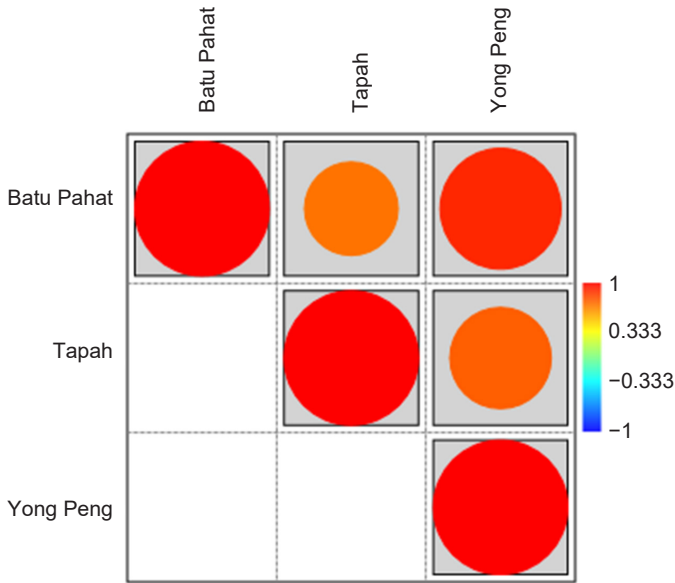 Batu Pahat
Tapah
Yong Peng
Batu Pahat
Tapah
Yong Peng
1
0.333
−0.333
−1